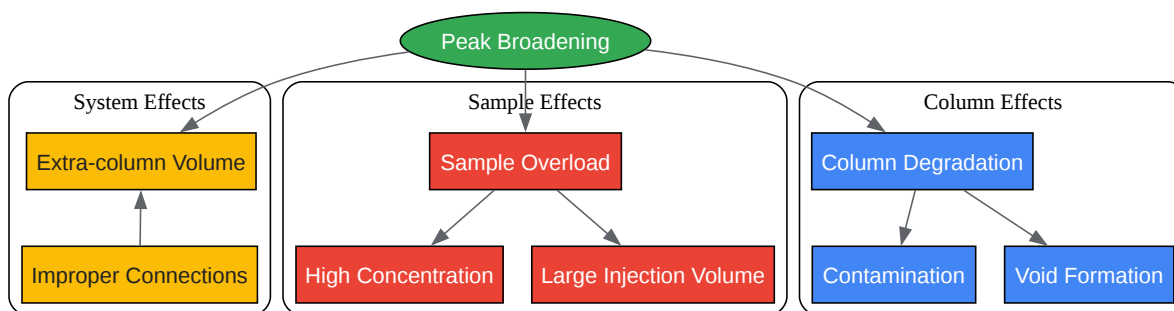 Peak Broadening
System Effects
Sample Effects
Column Effects
Extra-column Volume
Sample Overload
Column Degradation
Improper Connections
High Concentration
Large Injection Volume
Contamination
Void Formation